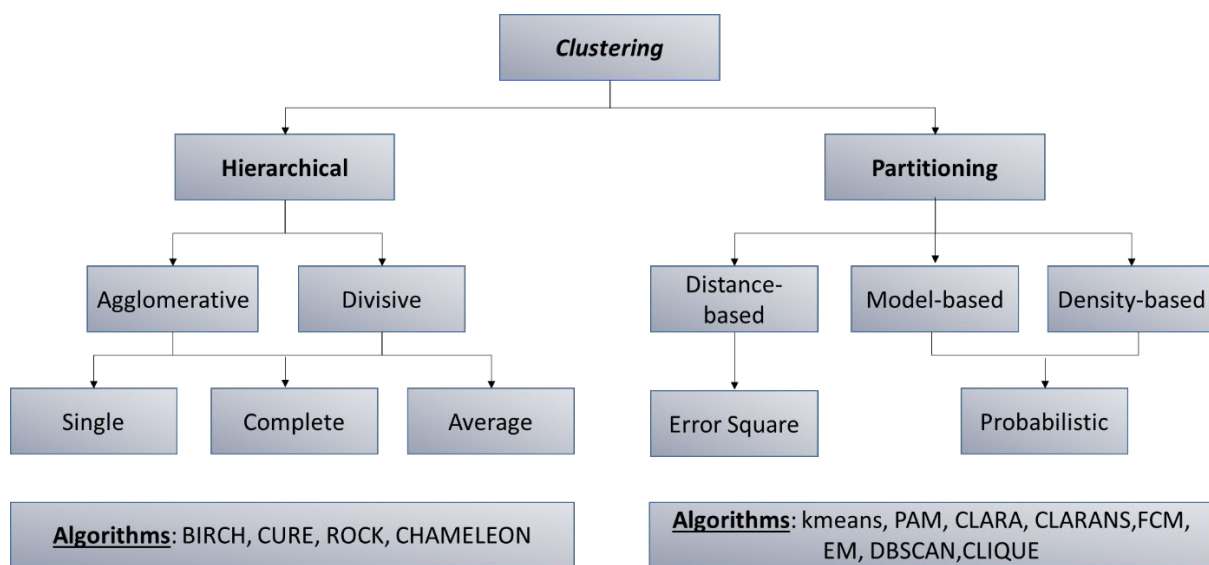 Clustering
Hierarchical
Partitioning
Agglomerative
Divisive
Distance-
based
Model-based
Density-based
Single
Complete
Average
Error Square
Probabilistic
Algorithms: BIRCH, CURE, ROCK, CHAMELEON
Algorithms: kmeans, PAM, CLARA, CLARANS,FCM,
EM, DBSCAN,CLIQUE